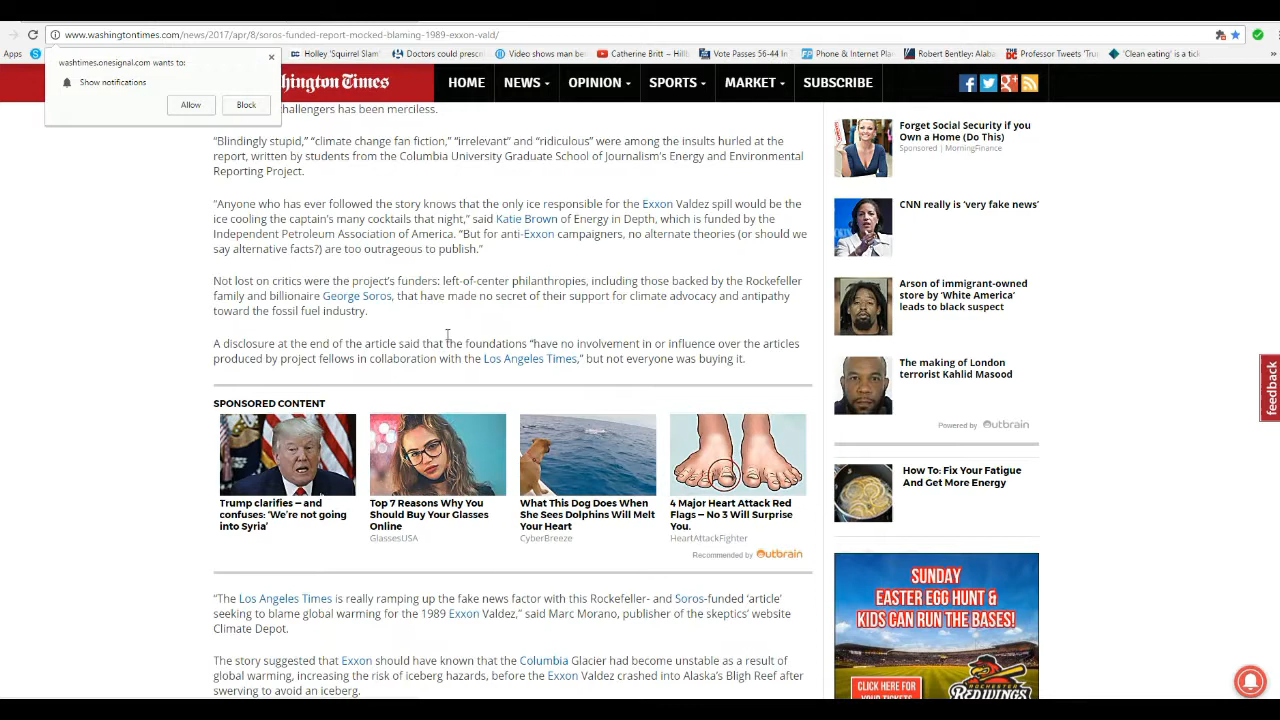 www.washingtontimes.com/news/2017/apr/8/soros-funded-report-mocked-blaming-1989-exxon-vald/
Apps
Holley 'Squirrel Slam'
Doctors could prescri
Video shows man be
Catherine Britt - Hillb
Vote Passes 56-44 In
Phone & Internet Plan
Robert Bentley: Alaba
Professor Tweets 'Tru
'Clean eating' is a tick
washtimes.onesignal.com wants to:
Show notifications
Allow
Block
hington Times
HOME
NEWS
OPINION
SPORTS
MARKET
SUBSCRIBE
hallengers has been merciless.
“Blindingly stupid,” “climate change fan fiction,” “irrelevant” and “ridiculous” were among the insults hurled at the
report, written by students from the Columbia University Graduate School of Journalism’s Energy and Environmental
Reporting Project.
“Anyone who has ever followed the story knows that the only ice responsible for the Exxon Valdez spill would be the
ice cooling the captain’s many cocktails that night,” said Katie Brown of Energy in Depth, which is funded by the
Independent Petroleum Association of America. “But for anti-Exxon campaigners, no alternate theories (or should we
say alternative facts?) are too outrageous to publish.”
Not lost on critics were the project’s funders: left-of-center philanthropies, including those backed by the Rockefeller
family and billionaire George Soros, that have made no secret of their support for climate advocacy and antipathy
toward the fossil fuel industry.
A disclosure at the end of the article said that the foundations “have no involvement in or influence over the articles
produced by project fellows in collaboration with the Los Angeles Times,” but not everyone was buying it.
SPONSORED CONTENT
Trump clarifies – and
confuses: ‘We’re not going
into Syria’
Top 7 Reasons Why You
Should Buy Your Glasses
Online
GlassesUSA
What This Dog Does When
She Sees Dolphins Will Melt
Your Heart
CyberBreeze
4 Major Heart Attack Red
Flags – No 3 Will Surprise
You.
HeartAttackFighter
Recommended by Outbrain
“The Los Angeles Times is really ramping up the fake news factor with this Rockefeller- and Soros-funded ‘article’
seeking to blame global warming for the 1989 Exxon Valdez,” said Marc Morano, publisher of the skeptics’ website
Climate Depot.
The story suggested that Exxon should have known that the Columbia Glacier had become unstable as a result of
global warming, increasing the risk of iceberg hazards, before the Exxon Valdez crashed into Alaska’s Bligh Reef after
swerving to avoid an iceberg.
Forget Social Security if you
Own a Home (Do This)
Sponsored | MorningFinance
CNN really is ‘very fake news’
Arson of immigrant-owned
store by ‘White America’
leads to black suspect
The making of London
terrorist Kahlid Masood
Powered by Outbrain
How To: Fix Your Fatigue
And Get More Energy
SUNDAY
EASTER EGG HUNT &
KIDS CAN RUN THE BASES!
CLICK HERE FOR
YOUR TICKETS
ROCHESTER
RED WINGS
feedback